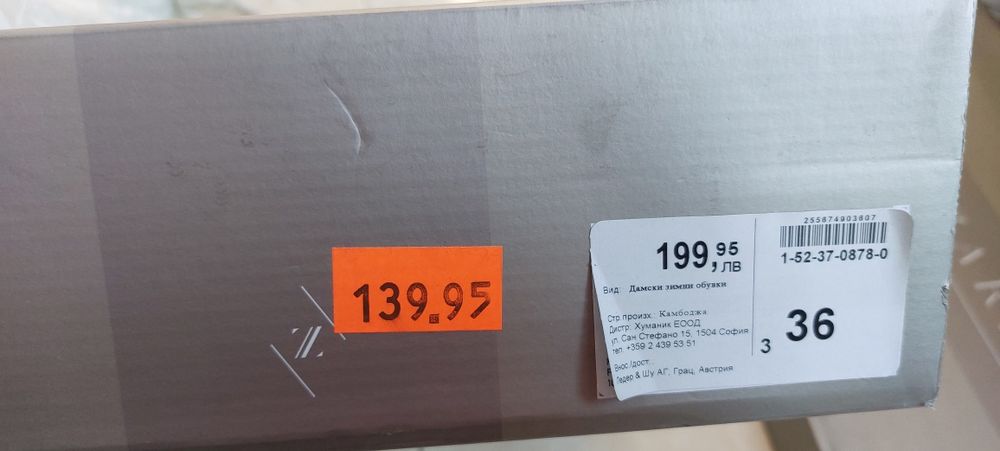 139.95
199,95
ЛВ
Вид: Дамски зимни обувки
Стр.произх.: Камбоджа
Дистр: Хуманик ЕООД
ул. Сан Стефано 15, 1504 София
тел. +359 2 439 53 51
Внос./дост.:
Ледер & Шу АГ, Грац, Австрия
255674903607
1-52-37-0878-0
3 36